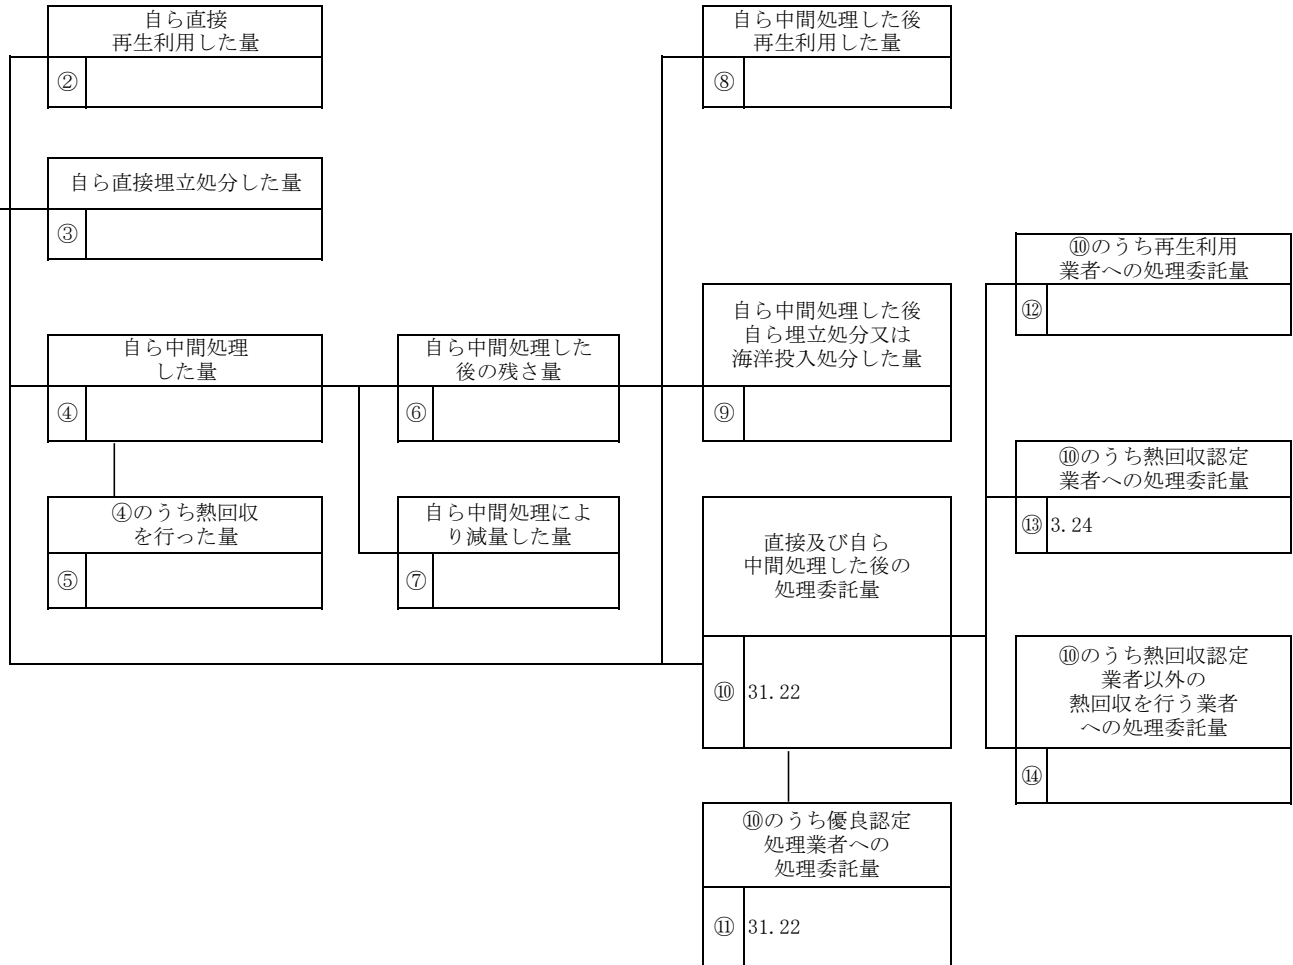 自ら直接
再生利用した量
②
自ら直接埋立処分した量
③
自ら中間処理
した量
④
④のうち熱回収
を行った量
⑤
自ら中間処理した
後の残さ量
⑥
自ら中間処理によ
り減量した量
⑦
自ら中間処理した後
再生利用した量
⑧
自ら中間処理した後
自ら埋立処分又は
海洋投入処分した量
⑨
直接及び自ら
中間処理した後の
処理委託量
⑩ 31.22
⑩のうち優良認定
処理業者への
処理委託量
⑪ 31.22
⑩のうち再生利用
業者への処理委託量
⑫
⑩のうち熱回収認定
業者への処理委託量
⑬ 3.24
⑩のうち熱回収認定
業者以外の
熱回収を行う業者
への処理委託量
⑭